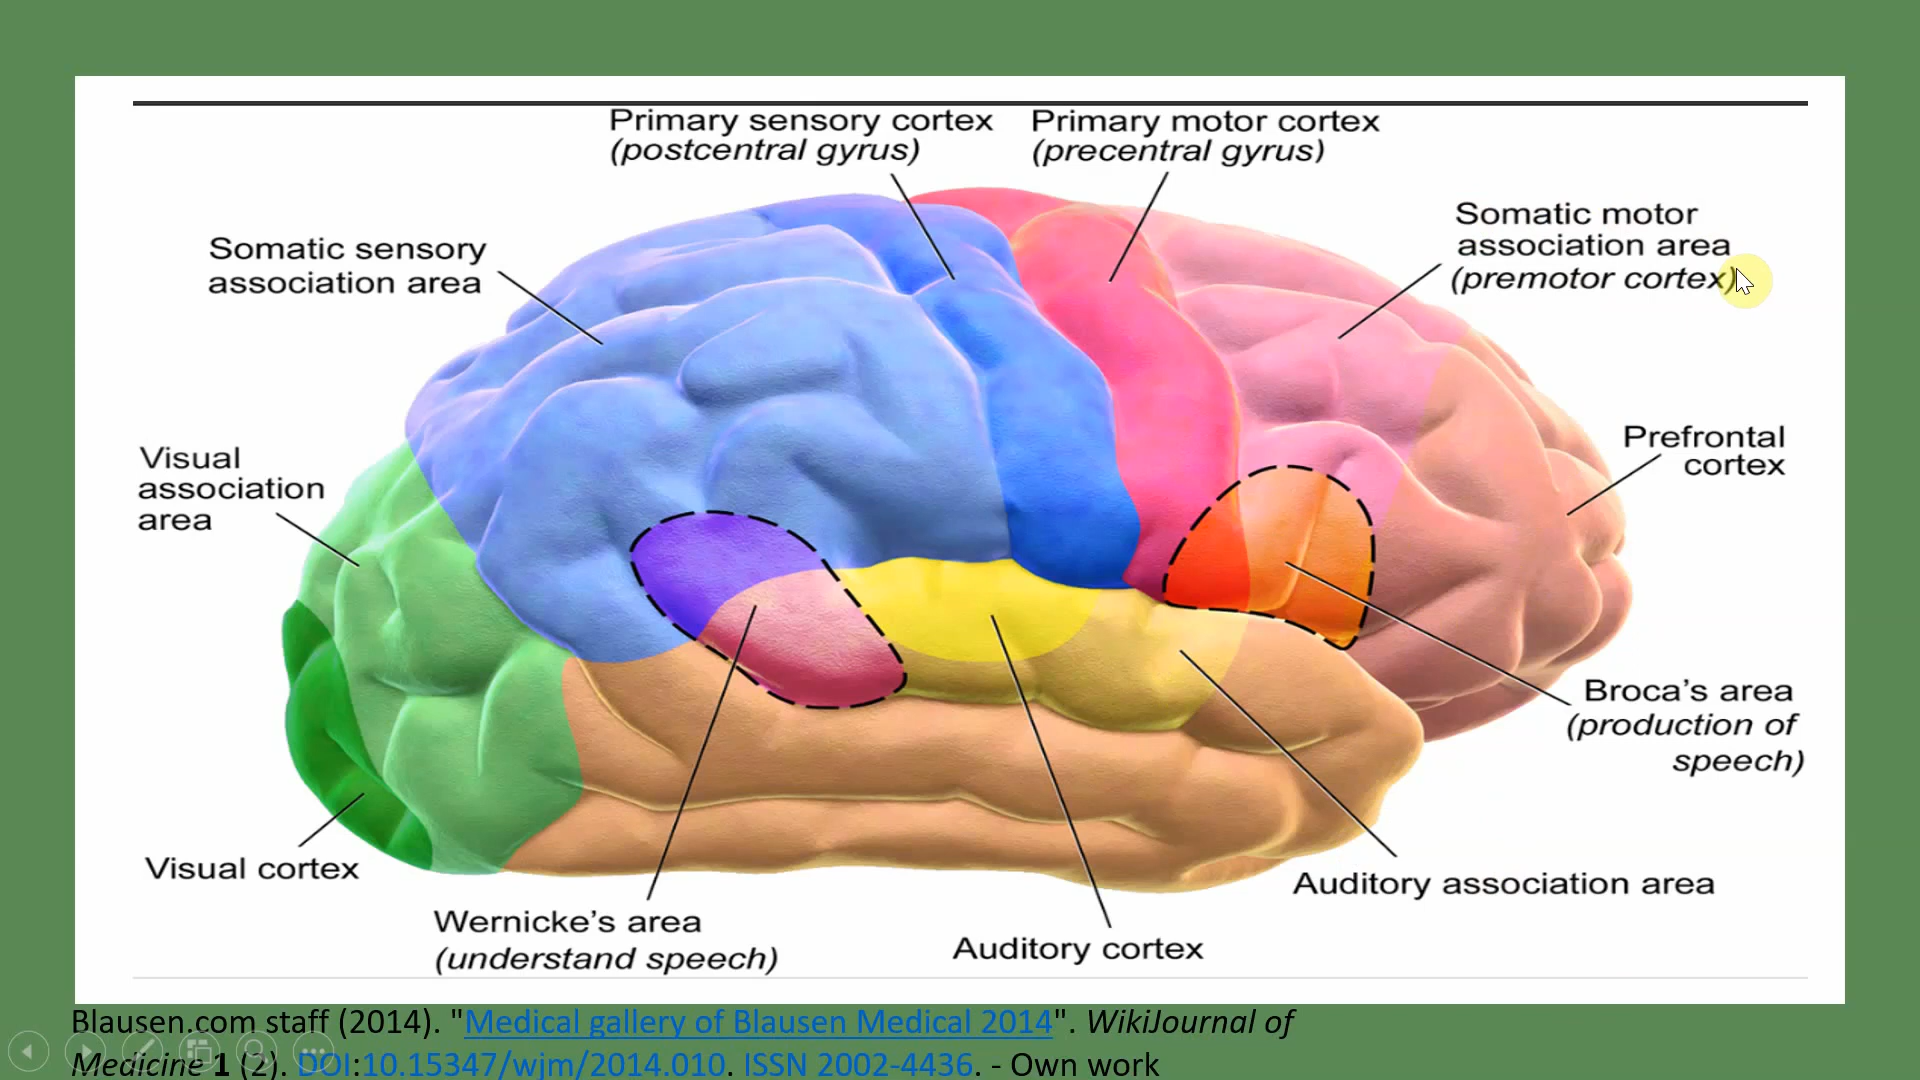 Primary sensory cortex
(postcentral gyrus)
Primary motor cortex
(precentral gyrus)
Somatic motor
association area
(premotor cortex)
Somatic sensory
association area
Prefrontal
cortex
Visual
association
area
Broca's area
(production of
speech)
Visual cortex
Auditory association area
Wernicke's area
(understand speech)
Auditory cortex
Blausen.com staff (2014). "Medical gallery of Blausen Medical 2014". WikiJournal of
Medicine 1 (2). DOI:10.15347/wjm/2014.010. ISSN 2002-4436. - Own work